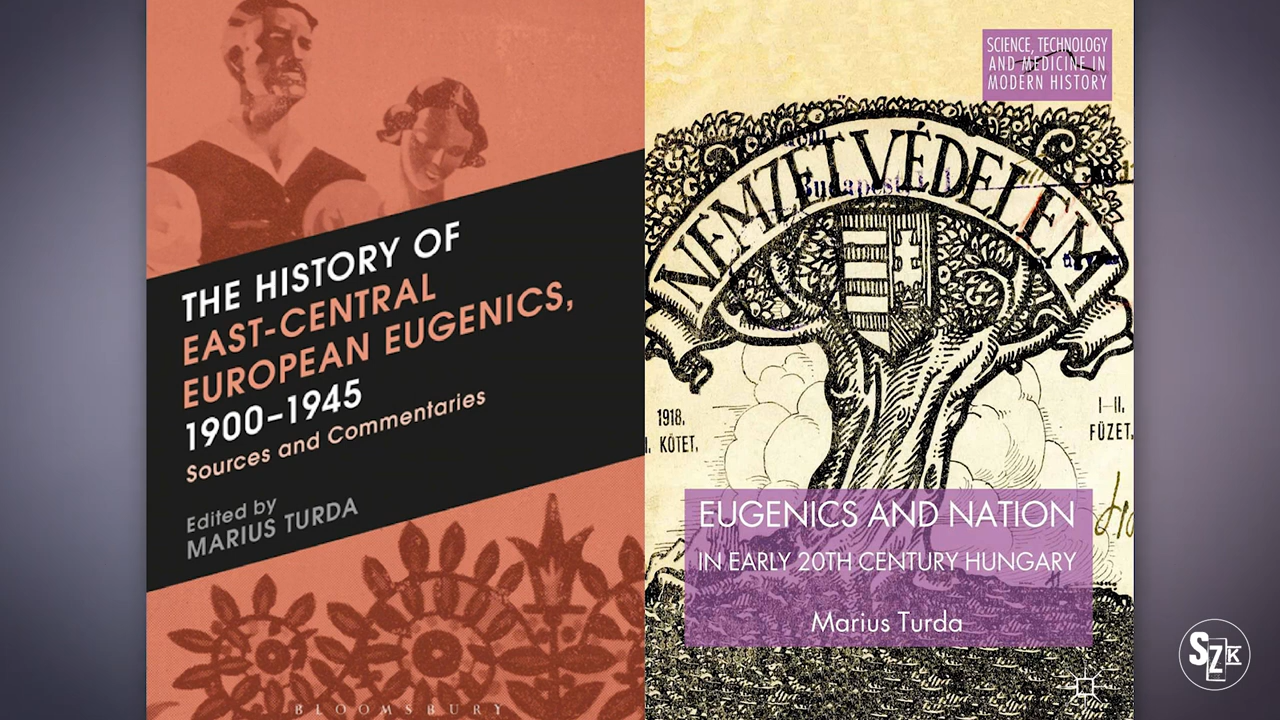 THE HISTORY OF
EAST-CENTRAL
EUROPEAN EUGENICS,
1900–1945
Sources and Commentaries
Edited by
MARIUS TURDA
BLOOMSBURY
SCIENCE, TECHNOLOGY
AND MEDICINE IN
MODERN HISTORY
NEMZETVÉDELEM
Budapest
1918.
I. KÖTET.
I–II.
FÜZET.
EUGENICS AND NATION
IN EARLY 20TH CENTURY HUNGARY
Marius Turda
SZK